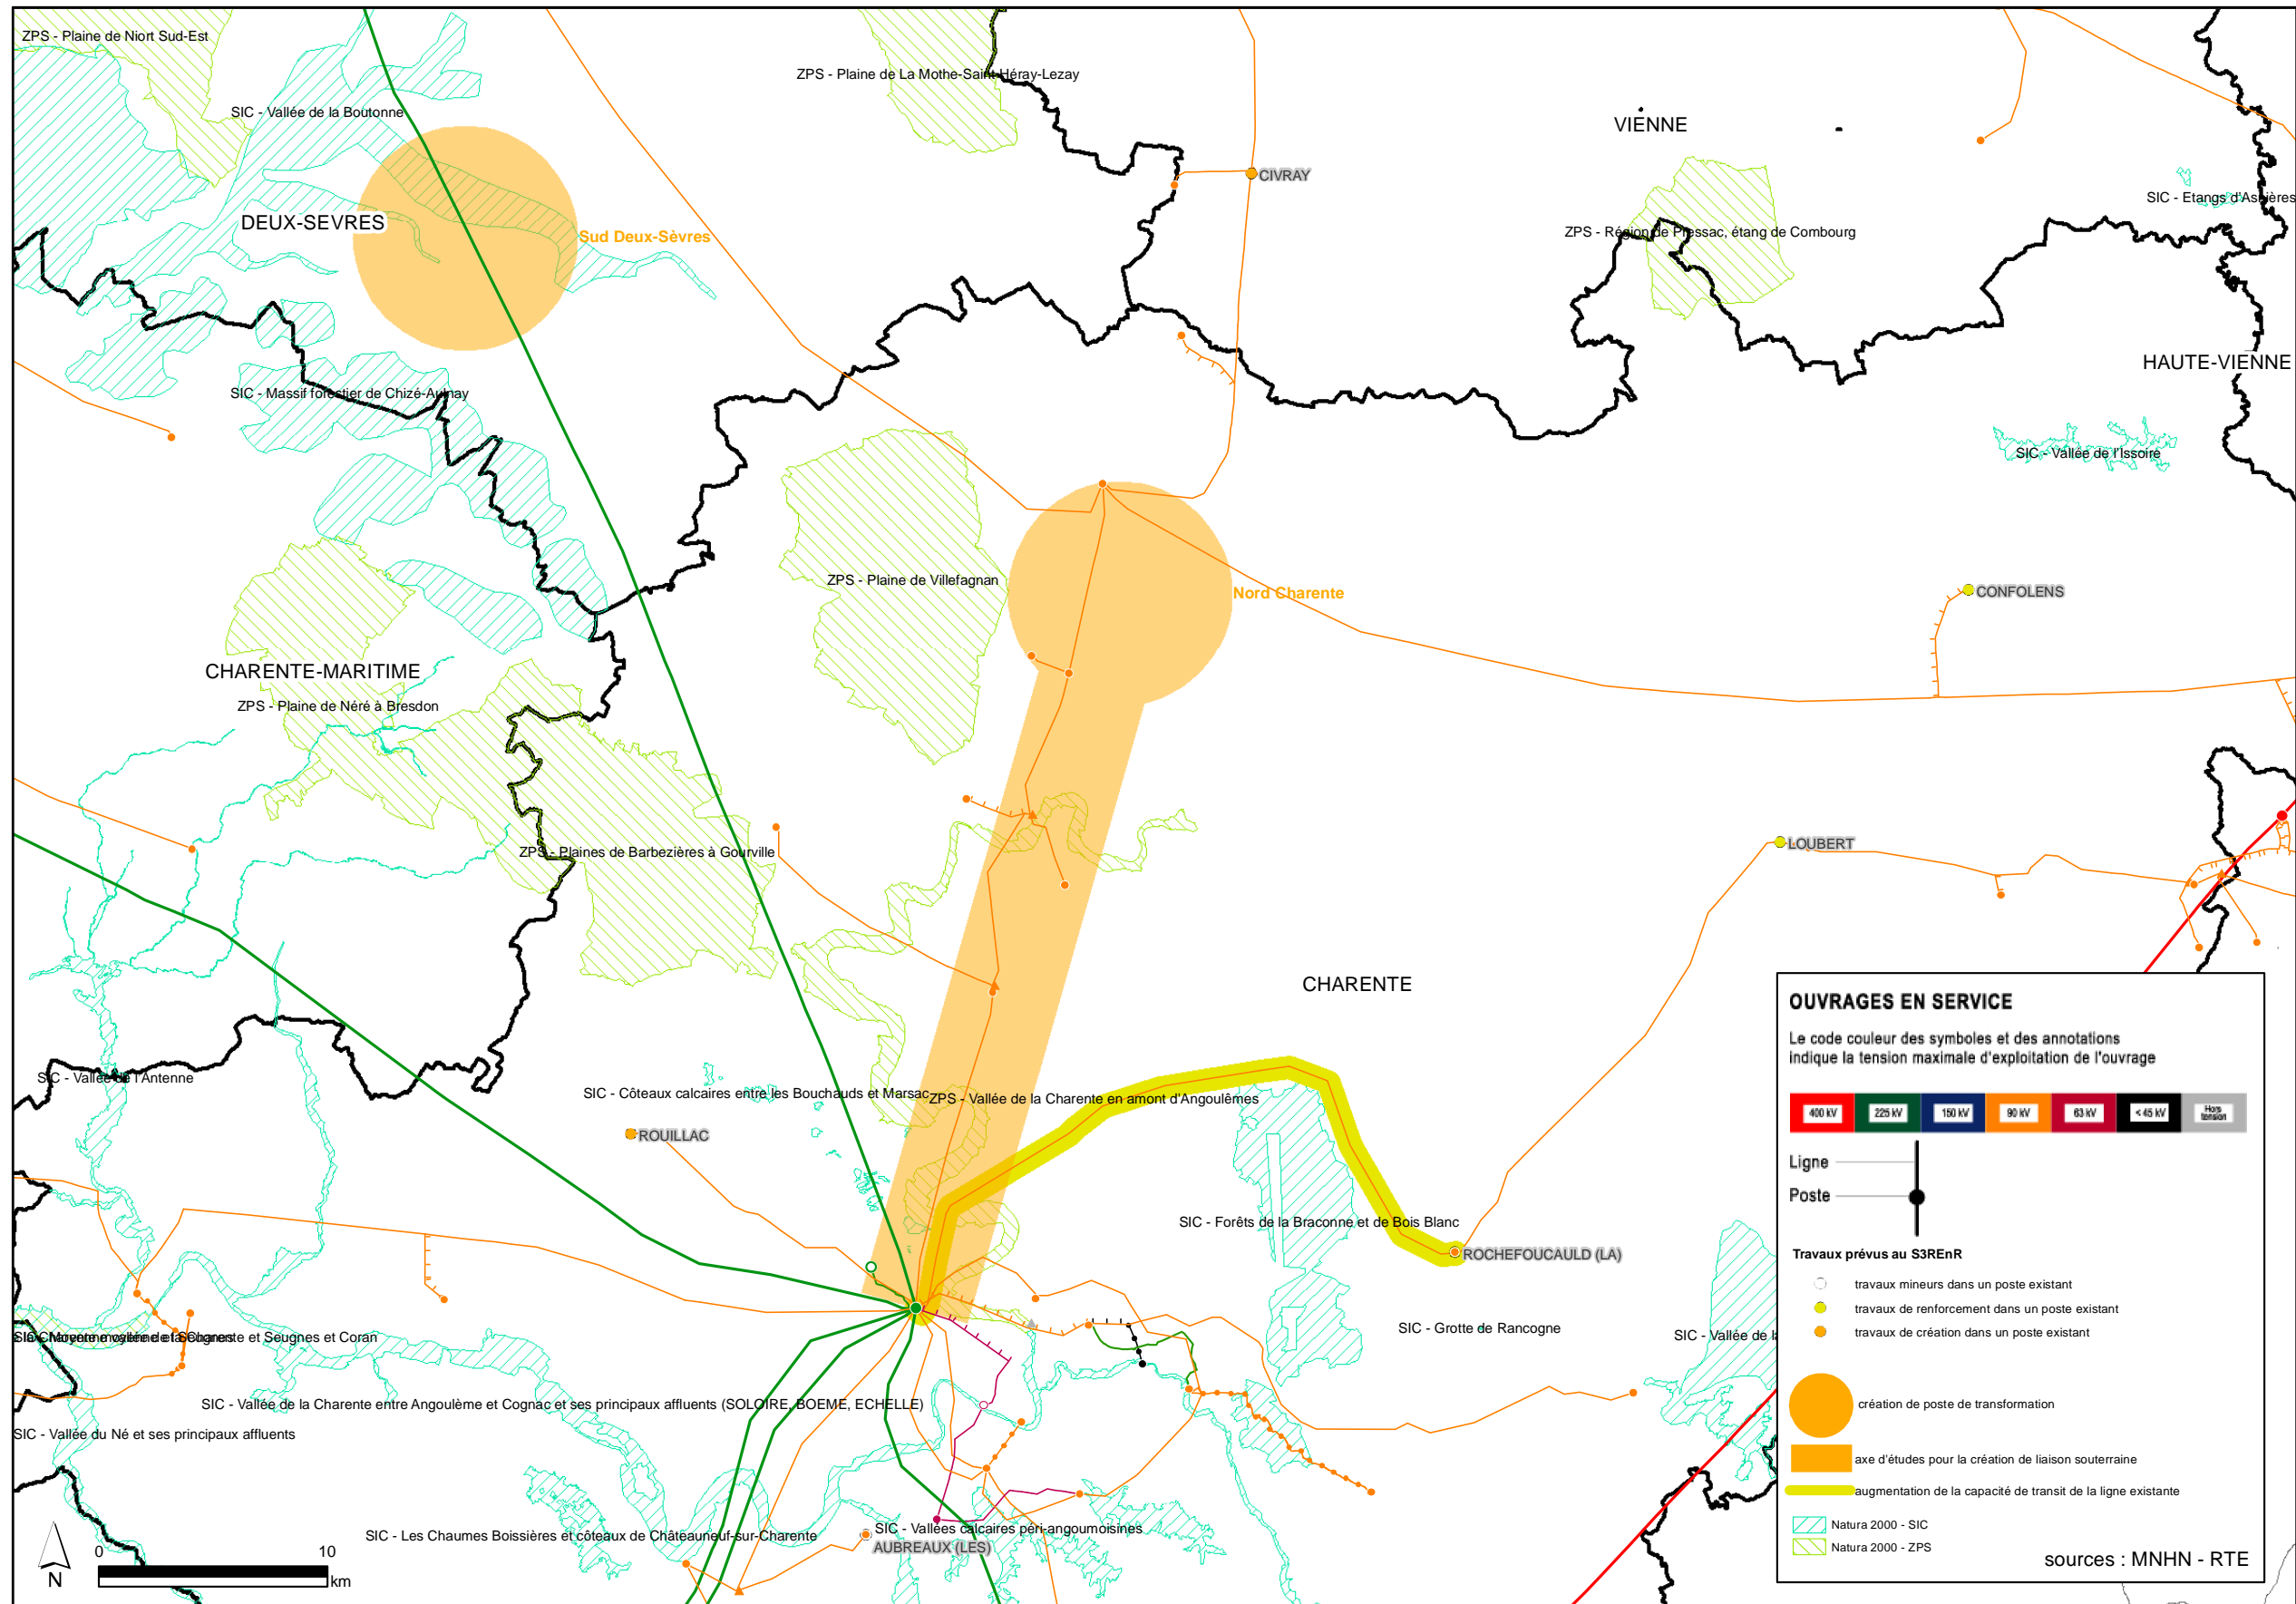 ZPS - Plaine de Niort Sud-Est
ZPS - Plaine de La Mothe-Saint-Héray-Lezay
SIC - Vallée de la Boutonne
VIENNE
CIVRAY
SIC - Etangs d'Asnières
DEUX-SEVRES
Sud Deux-Sèvres
ZPS - Région de Pressac, étang de Combourg
HAUTE-VIENNE
SIC - Massif forestier de Chizé-Aulnay
SIC - Vallée de l'Issoire
ZPS - Plaine de Villefagnan
Nord Charente
CONFOLENS
CHARENTE-MARITIME
ZPS - Plaine de Néré à Bresdon
LOUBERT
ZPS - Plaines de Barbezières à Gourville
CHARENTE
SIC - Vallée de l'Antenne
SIC - Côteaux calcaires entre les Bouchauds et Marsac
ZPS - Vallée de la Charente en amont d'Angoulêmes
ROUILLAC
SIC - Forêts de la Braconne et de Bois Blanc
ROCHEFOUCAULD (LA)
SIC - Grotte de Rancogne
SIC - Vallée de l
et Seugnes et Coran
SIC - Vallée de la Charente entre Angoulème et Cognac et ses principaux affluents (SOLOIRE, BOEME, ECHELLE)
SIC - Vallée du Né et ses principaux affluents
SIC - Les Chaumes Boissières et côteaux de Châteauneuf-sur-Charente
SIC - Vallées calcaires péri-angoumoisines
AUBREAUX (LES)
N
0 10
km
OUVRAGES EN SERVICE
Le code couleur des symboles et des annotations
indique la tension maximale d'exploitation de l'ouvrage
400 kV 225 kV 150 kV 90 kV 63 kV < 45 kV Hors tension
Ligne
Poste
Travaux prévus au S3REnR
travaux mineurs dans un poste existant
travaux de renforcement dans un poste existant
travaux de création dans un poste existant
création de poste de transformation
axe d'études pour la création de liaison souterraine
augmentation de la capacité de transit de la ligne existante
Natura 2000 - SIC
Natura 2000 - ZPS
sources : MNHN - RTE